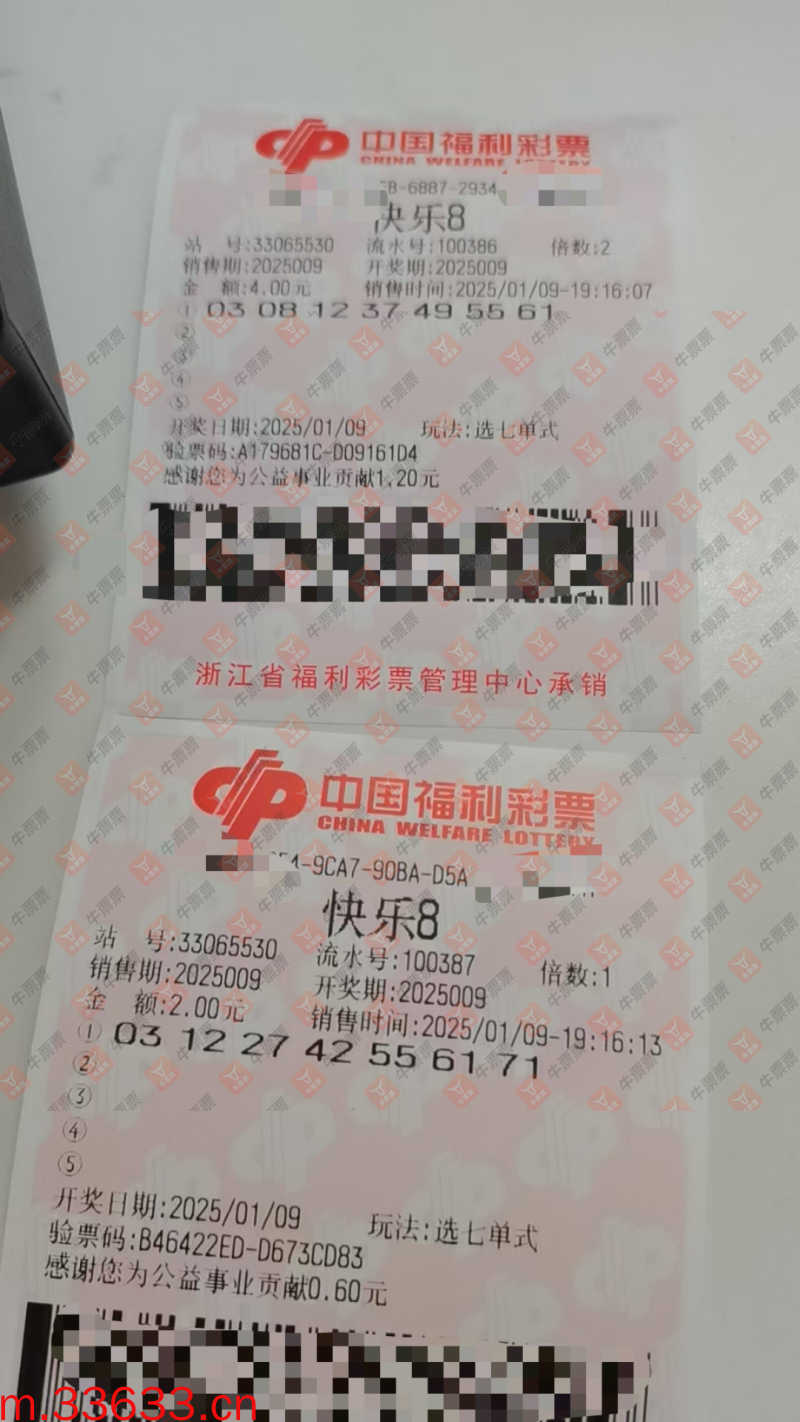 中国福利彩票
CHINA WELFARE LOTTERY
B-6887-2934
快乐8
站 号:33065530 流水号:100386 倍数:2
销售期:2025009 开奖期:2025009
金 额:4.00元 销售时间:2025/01/09-19:16:07
① 03 08 12 37 49 55 61
②
③
④
⑤
开奖日期:2025/01/09 玩法:选七单式
验票码:A179681C-D09161D4
感谢您为公益事业贡献1.20元
浙江省福利彩票管理中心承销
中国福利彩票
CHINA WELFARE LOTTERY
-9CA7-90BA-D5A
快乐8
站 号:33065530 流水号:100387 倍数:1
销售期:2025009 开奖期:2025009
金 额:2.00元 销售时间:2025/01/09-19:16:13
① 03 12 27 42 55 61 71
②
③
④
⑤
开奖日期:2025/01/09 玩法:选七单式
验票码:B46422ED-D673CD83
感谢您为公益事业贡献0.60元
m.33633.cn
牛票票